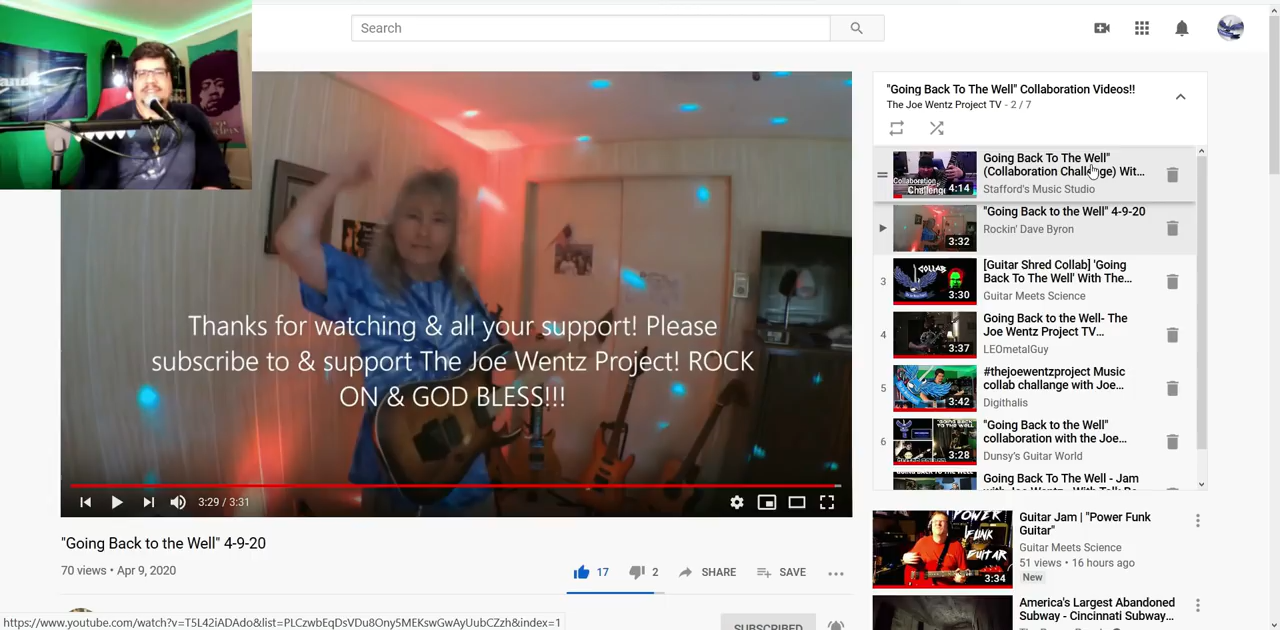 Search
"Going Back To The Well" Collaboration Videos!!
The Joe Wentz Project TV - 2 / 7
Going Back To The Well"
(Collaboration Challenge) Wit...
Stafford's Music Studio
Collaboration
Challenge
4:14
"Going Back to the Well" 4-9-20
Rockin' Dave Byron
3:32
3
[Guitar Shred Collab] 'Going
Back To The Well' With The...
Guitar Meets Science
COLLAB
3:30
4
Going Back to the Well- The
Joe Wentz Project TV...
LEOmetalGuy
3:37
5
#thejoewentzproject Music
collab challange with Joe...
Digithalis
3:42
6
"Going Back to the Well"
collaboration with the Joe...
Dunsy's Guitar World
3:28
Going Back To The Well - Jam
Thanks for watching & all your support! Please
subscribe to & support The Joe Wentz Project! ROCK
ON & GOD BLESS!!!
3:29 / 3:31
"Going Back to the Well" 4-9-20
70 views • Apr 9, 2020
17
2
SHARE
SAVE
SUBSCRIBED
POWER
FUNK
GUITAR
3:34
Guitar Jam | "Power Funk
Guitar"
Guitar Meets Science
51 views • 16 hours ago
New
America's Largest Abandoned
Subway - Cincinnati Subway...
https://www.youtube.com/watch?v=T5L42iADAdo&list=PLCzwbEqDsVDu8Ony5MEKswGwAyUubCZzh&index=1